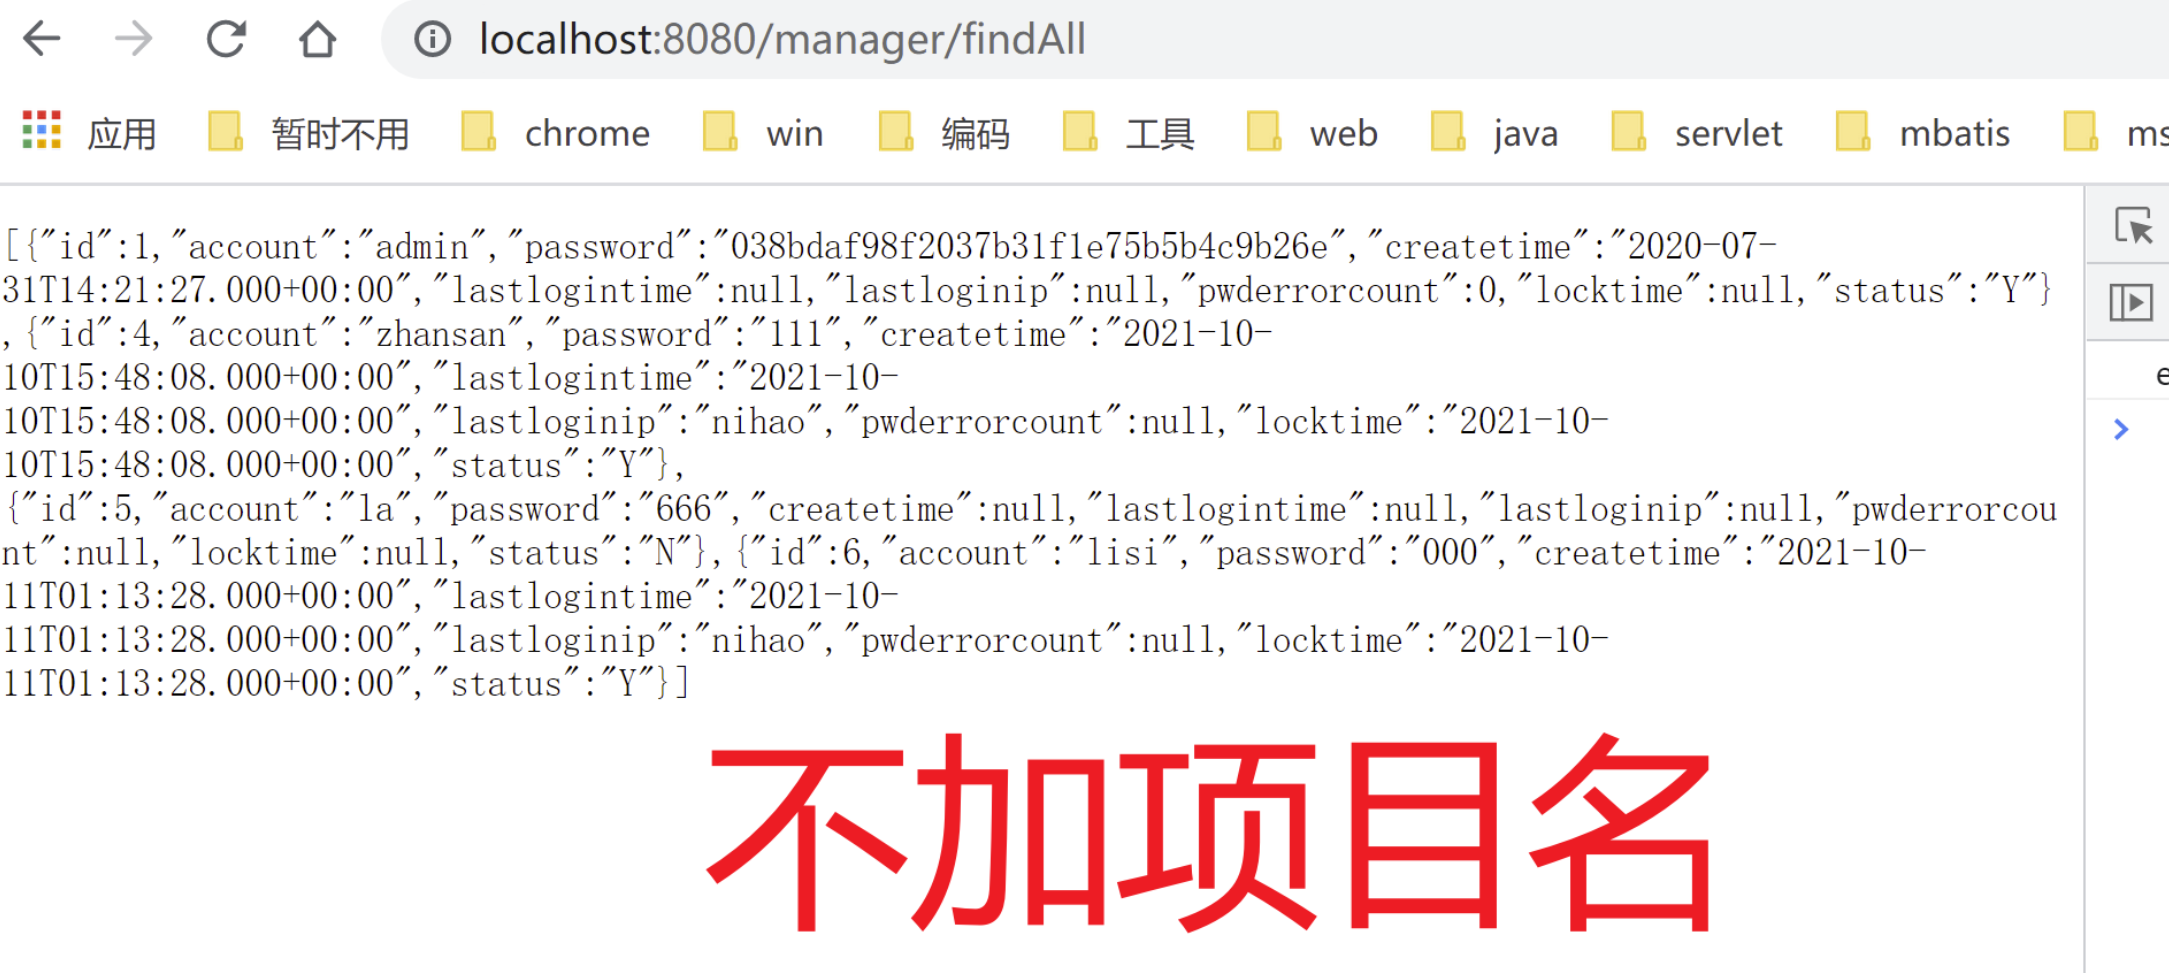 localhost:8080/manager/findAll
应用 暂时不用 chrome win 编码 工具 web java servlet mbatis ms
[{"id":1,"account":"admin","password":"038bdaf98f2037b31f1e75b5b4c9b26e","createtime":"2020-07-
31T14:21:27.000+00:00","lastlogintime":null,"lastloginip":null,"pwderrorcount":0,"locktime":null,"status":"Y"}
,{"id":4,"account":"zhansan","password":"111","createtime":"2021-10-
10T15:48:08.000+00:00","lastlogintime":"2021-10-
10T15:48:08.000+00:00","lastloginip":"nihao","pwderrorcount":null,"locktime":"2021-10-
10T15:48:08.000+00:00","status":"Y"},
{"id":5,"account":"la","password":"666","createtime":null,"lastlogintime":null,"lastloginip":null,"pwderrorcou
nt":null,"locktime":null,"status":"N"},{"id":6,"account":"lisi","password":"000","createtime":"2021-10-
11T01:13:28.000+00:00","lastlogintime":"2021-10-
11T01:13:28.000+00:00","lastloginip":"nihao","pwderrorcount":null,"locktime":"2021-10-
11T01:13:28.000+00:00","status":"Y"}]
不加项目名